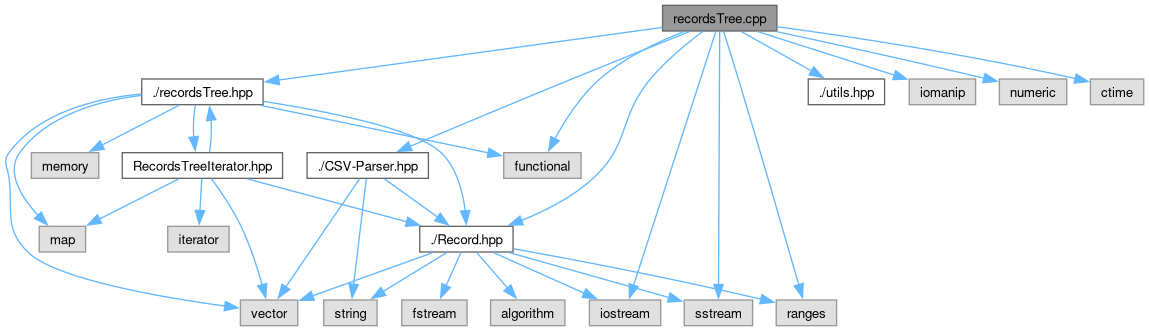 recordsTree.cpp
./recordsTree.hpp
./utils.hpp
iomanip
numeric
ctime
memory
RecordsTreeIterator.hpp
./CSV-Parser.hpp
functional
map
iterator
./Record.hpp
vector
string
fstream
algorithm
iostream
sstream
ranges